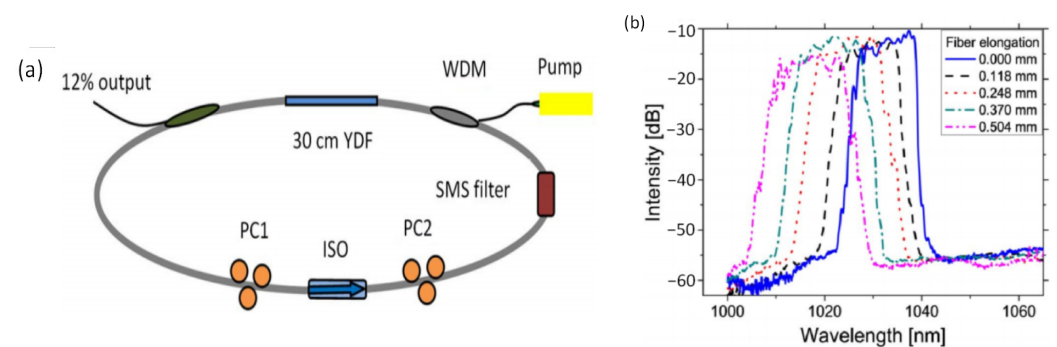 (a)
12% output
WDM
Pump
30 cm YDF
SMS filter
PC1
ISO
PC2
(b)
Intensity [dB]
−10
−20
−30
−40
−50
−60
Fiber elongation
0.000 mm
0.118 mm
0.248 mm
0.370 mm
0.504 mm
1000
1020
1040
1060
Wavelength [nm]